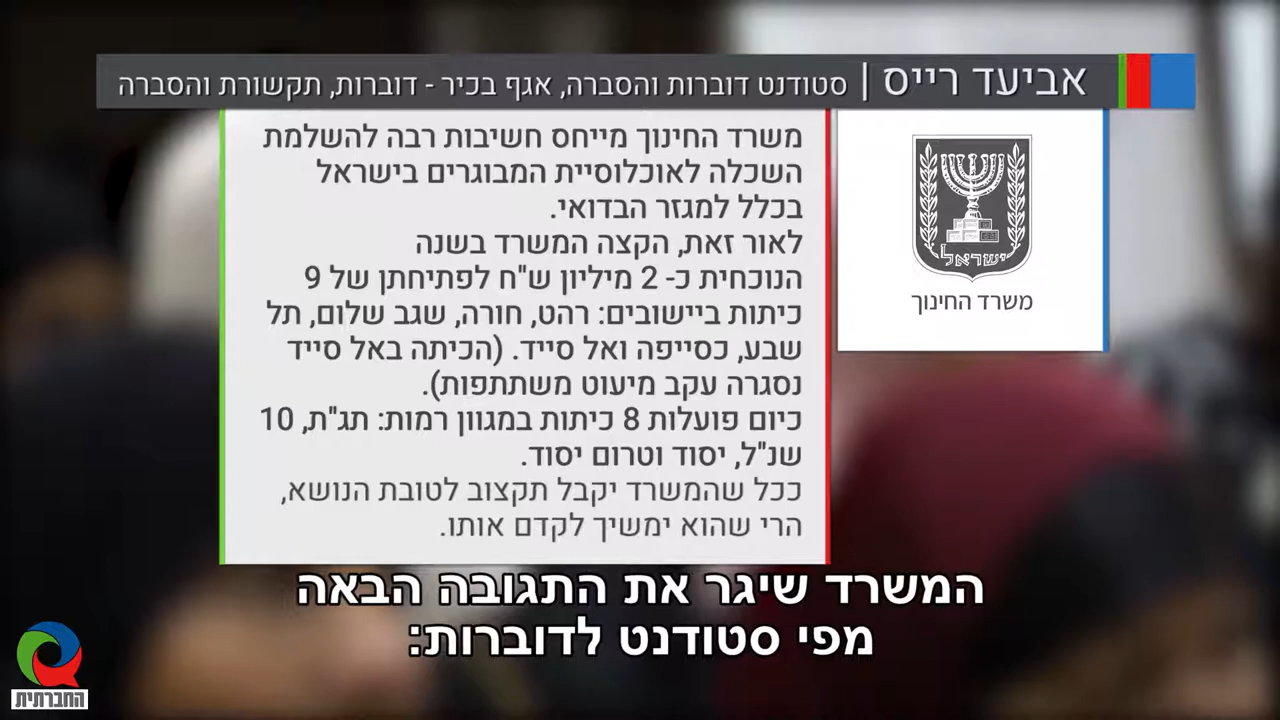 אביעד רייס | סטודנט דוברות והסברה, אגף בכיר - דוברות, תקשורת והסברה
משרד החינוך מייחס חשיבות רבה להשלמת
השכלה לאוכלוסיית המבוגרים בישראל
בכלל למגזר הבדואי.
לאור זאת, הקצה המשרד בשנה
הנוכחית כ- 2 מיליון ש"ח לפתיחתן של 9
כיתות ביישובים: רהט, חורה, שגב שלום, תל
שבע, כסייפה ואל סייד. (הכיתה באל סייד
נסגרה עקב מיעוט משתתפות).
כיום פועלות 8 כיתות במגוון רמות: תג"ת, 10
שנ"ל, יסוד וטרום יסוד.
ככל שהמשרד יקבל תקצוב לטובת הנושא,
הרי שהוא ימשיך לקדם אותו.
ישראל
משרד החינוך
המשרד שיגר את התגובה הבאה
מפי סטודנט לדוברות:
החברתית